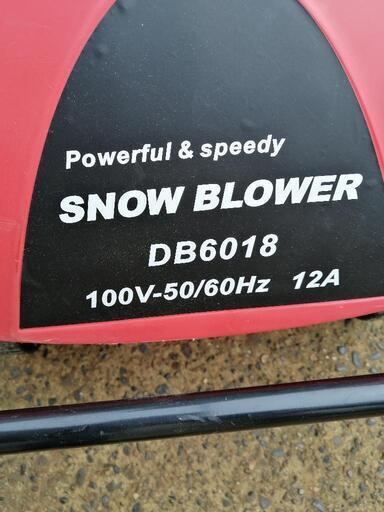 Powerful & speedy
SNOW BLOWER
DB6018
100V-50/60Hz 12A